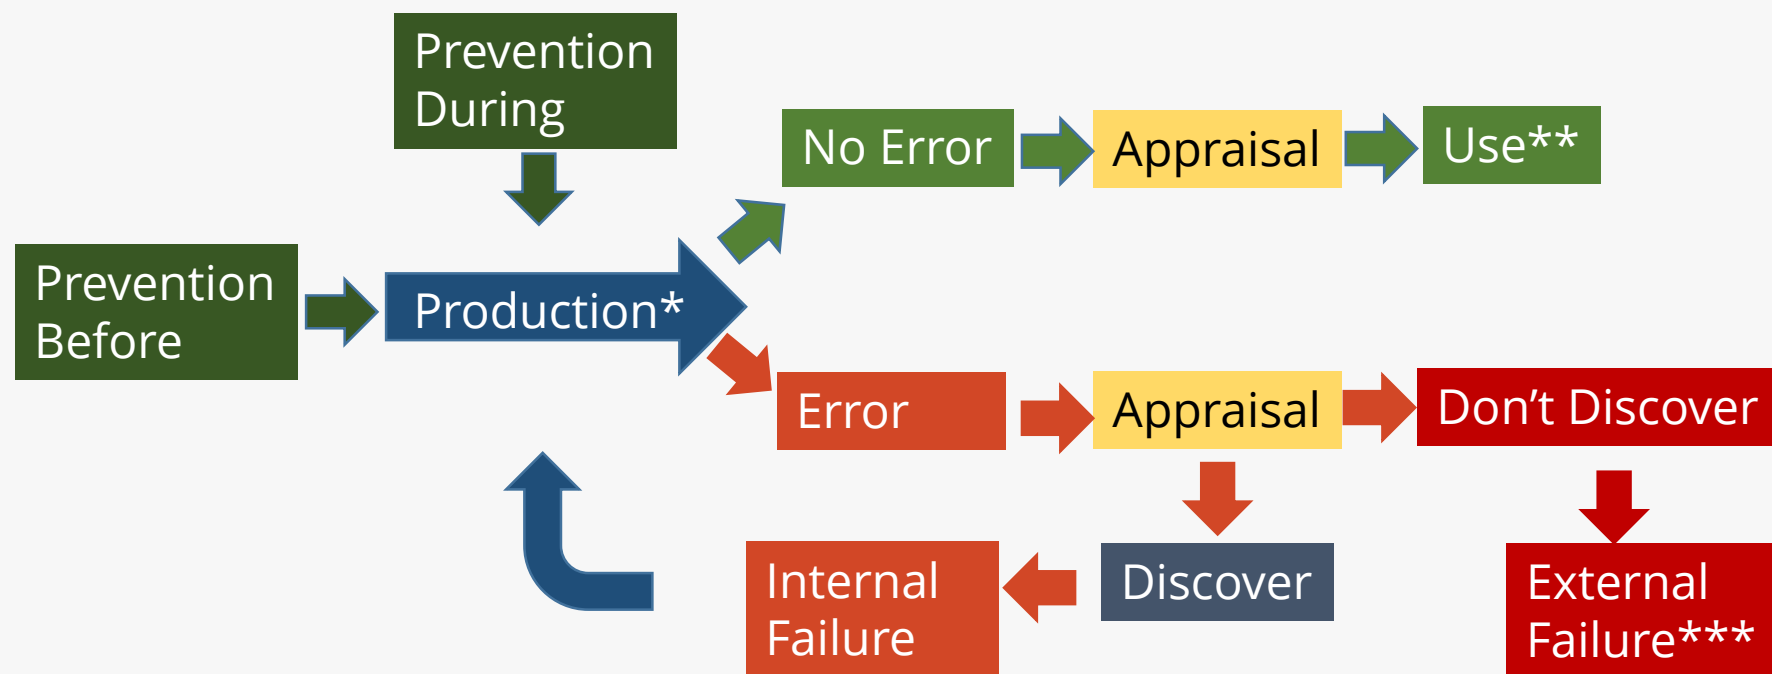 Prevention
During
No Error
Appraisal
Use**
Prevention
Before
Production*
Error
Appraisal
Don’t Discover
Internal
Failure
Discover
External
Failure***